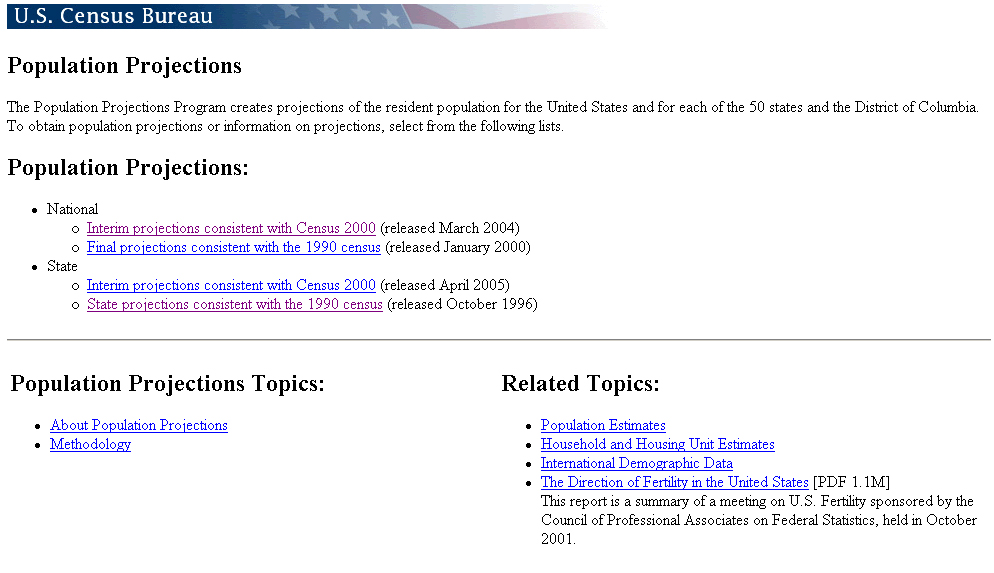 U.S. Census Bureau
Population Projections
The Population Projections Program creates projections of the resident population for the United States and for each of the 50 states and the District of Columbia.
To obtain population projections or information on projections, select from the following lists.
Population Projections:
National
Interim projections consistent with Census 2000 (released March 2004)
Final projections consistent with the 1990 census (released January 2000)
State
Interim projections consistent with Census 2000 (released April 2005)
State projections consistent with the 1990 census (released October 1996)
Population Projections Topics:
About Population Projections
Methodology
Related Topics:
Population Estimates
Household and Housing Unit Estimates
International Demographic Data
The Direction of Fertility in the United States [PDF 1.1M]
This report is a summary of a meeting on U.S. Fertility sponsored by the
Council of Professional Associates on Federal Statistics, held in October
2001.